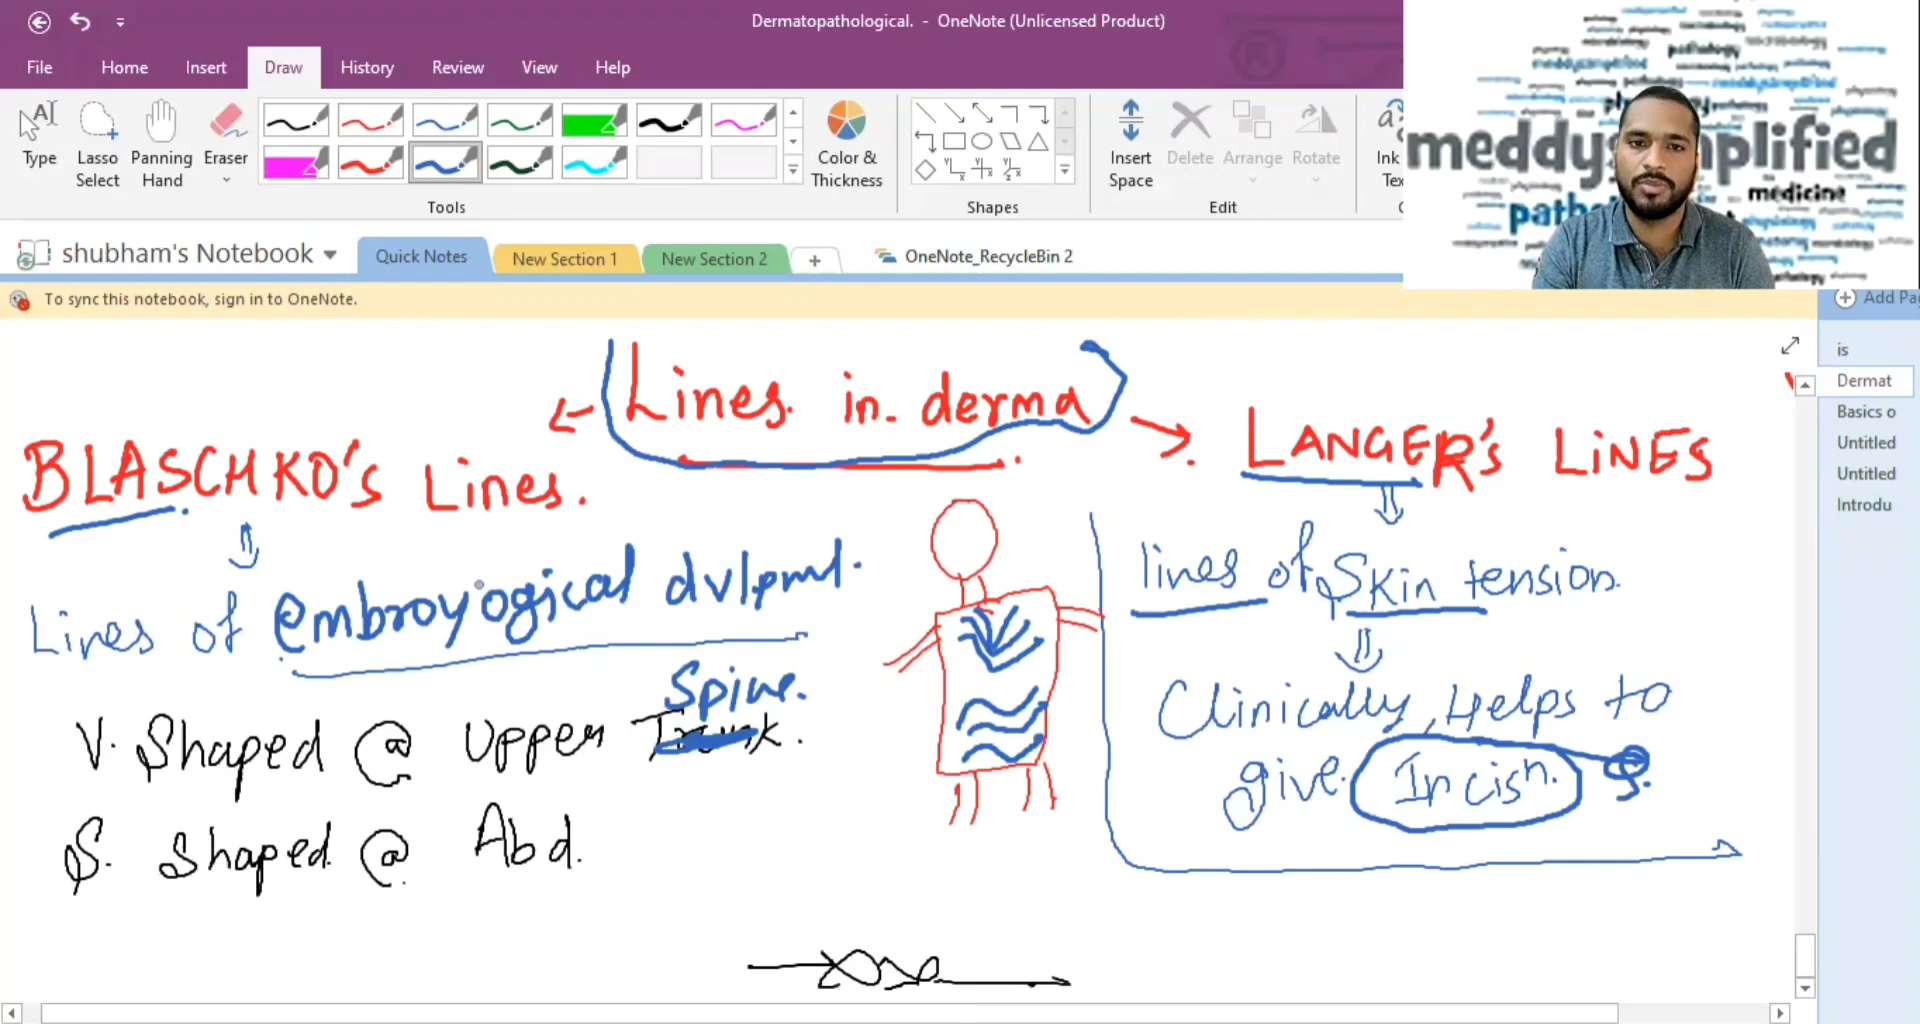 Dermatopathological. - OneNote (Unlicensed Product)
File Home Insert Draw History Review View Help
Type
Lasso Select
Panning Hand
Eraser
Color & Thickness
Insert Space
Delete
Arrange
Rotate
Ink
Tools
Shapes
Edit
meddys mplified
medicine
shubham's Notebook
Quick Notes
New Section 1
New Section 2
OneNote_RecycleBin 2
To sync this notebook, sign in to OneNote.
Add Pa
is
Dermat
Basics o
Untitled
Untitled
Introdu
Lines in derma
BLASCHKO's Lines.
Lines of embroyogical dvlpmt.
Spine.
V. Shaped @ Upper Trunk.
S. Shaped @ Abd.
LANGER's LiNES
lines of Skin tension.
Clinically, Helps to
give. Incisn.